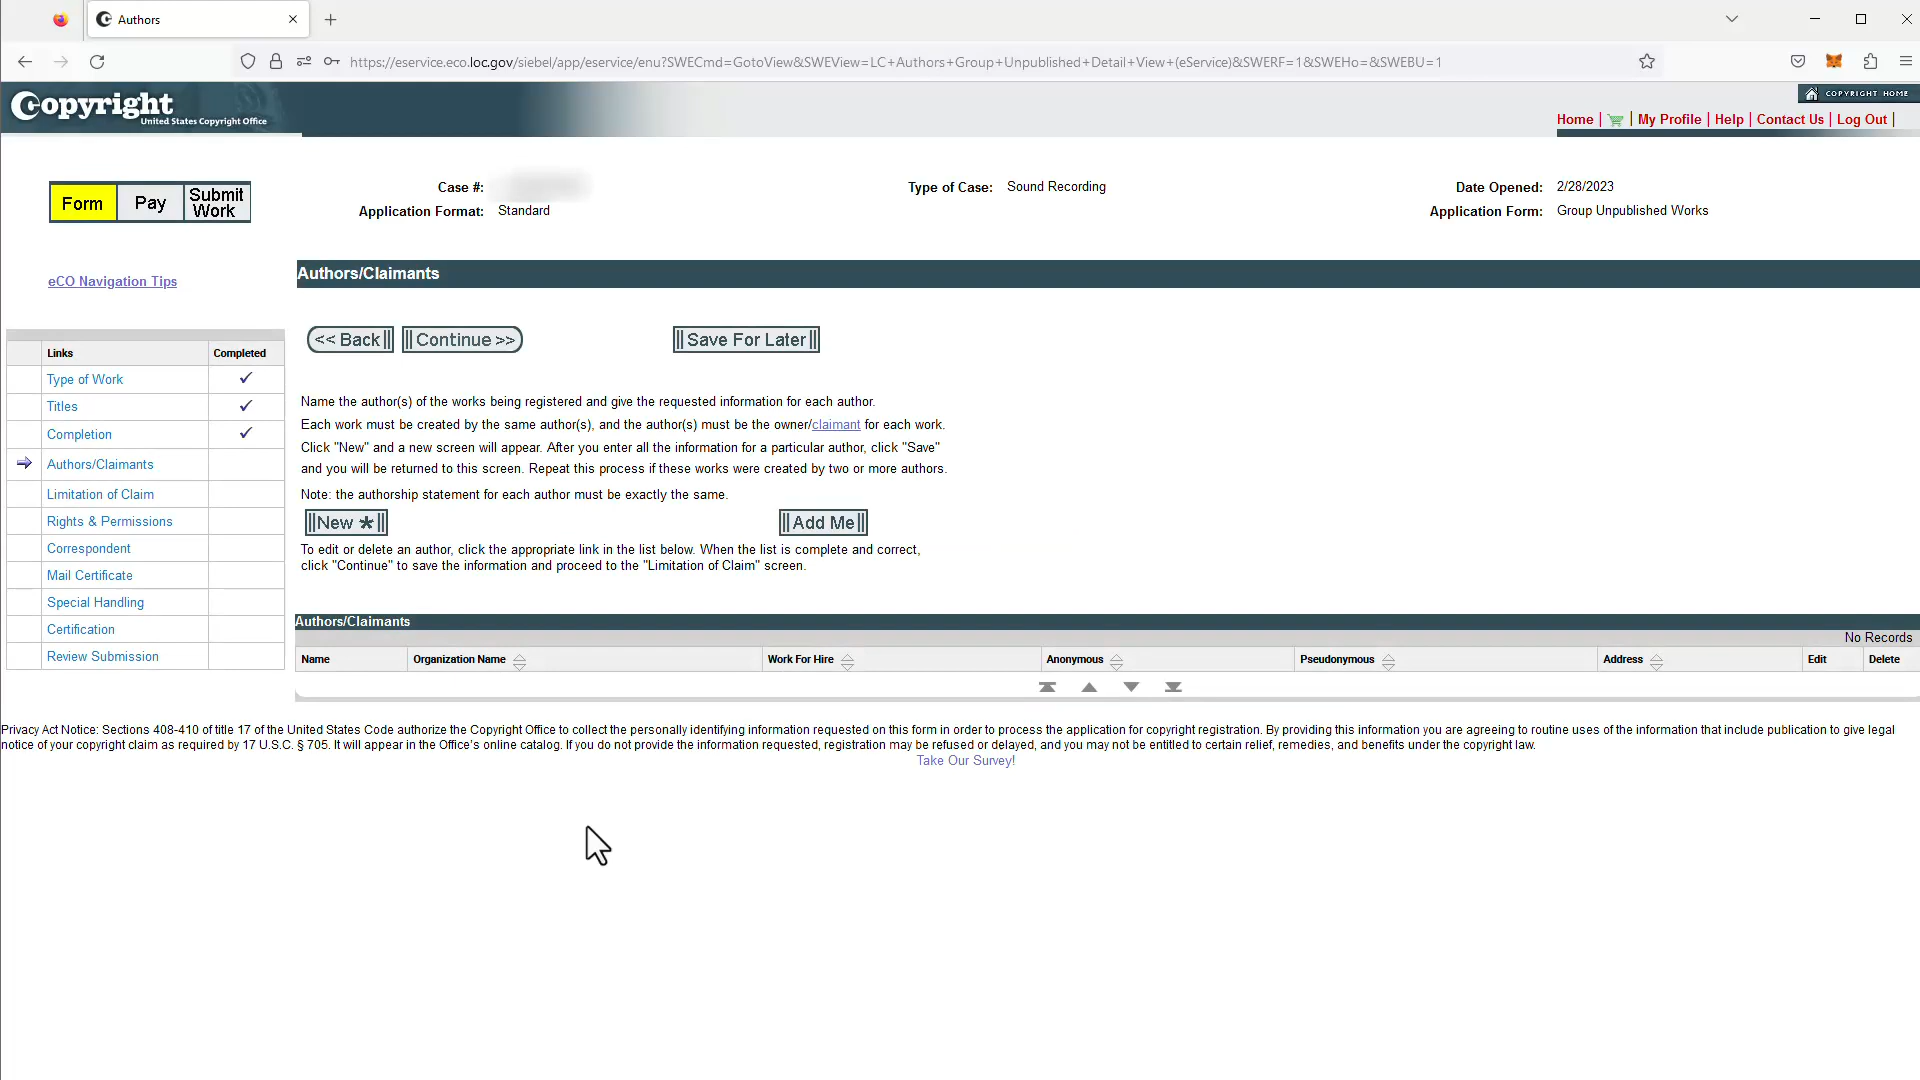 Authors
https://eservice.eco.loc.gov/siebel/app/eservice/enu?SWECmd=GotoView&SWEView=LC+Authors+Group+Unpublished+Detail+View+(eService)&SWERF=1&SWEHo=&SWEBU=1
Copyright
United States Copyright Office
COPYRIGHT HOME
Home | | My Profile | Help | Contact Us | Log Out |
Form Pay Submit Work
Case #:
Type of Case: Sound Recording
Date Opened: 2/28/2023
Application Format: Standard
Application Form: Group Unpublished Works
eCO Navigation Tips
Links Completed
Type of Work ✓
Titles ✓
Completion ✓
Authors/Claimants
Limitation of Claim
Rights & Permissions
Correspondent
Mail Certificate
Special Handling
Certification
Review Submission
Authors/Claimants
<< Back Continue >> Save For Later
Name the author(s) of the works being registered and give the requested information for each author.
Each work must be created by the same author(s), and the author(s) must be the owner/claimant for each work.
Click "New" and a new screen will appear. After you enter all the information for a particular author, click "Save"
and you will be returned to this screen. Repeat this process if these works were created by two or more authors.
Note: the authorship statement for each author must be exactly the same.
New * Add Me
To edit or delete an author, click the appropriate link in the list below. When the list is complete and correct,
click "Continue" to save the information and proceed to the "Limitation of Claim" screen.
Authors/Claimants
No Records
Name Organization Name Work For Hire Anonymous Pseudonymous Address Edit Delete
Privacy Act Notice: Sections 408-410 of title 17 of the United States Code authorize the Copyright Office to collect the personally identifying information requested on this form in order to process the application for copyright registration. By providing this information you are agreeing to routine uses of the information that include publication to give legal
notice of your copyright claim as required by 17 U.S.C. § 705. It will appear in the Office's online catalog. If you do not provide the information requested, registration may be refused or delayed, and you may not be entitled to certain relief, remedies, and benefits under the copyright law.
Take Our Survey!